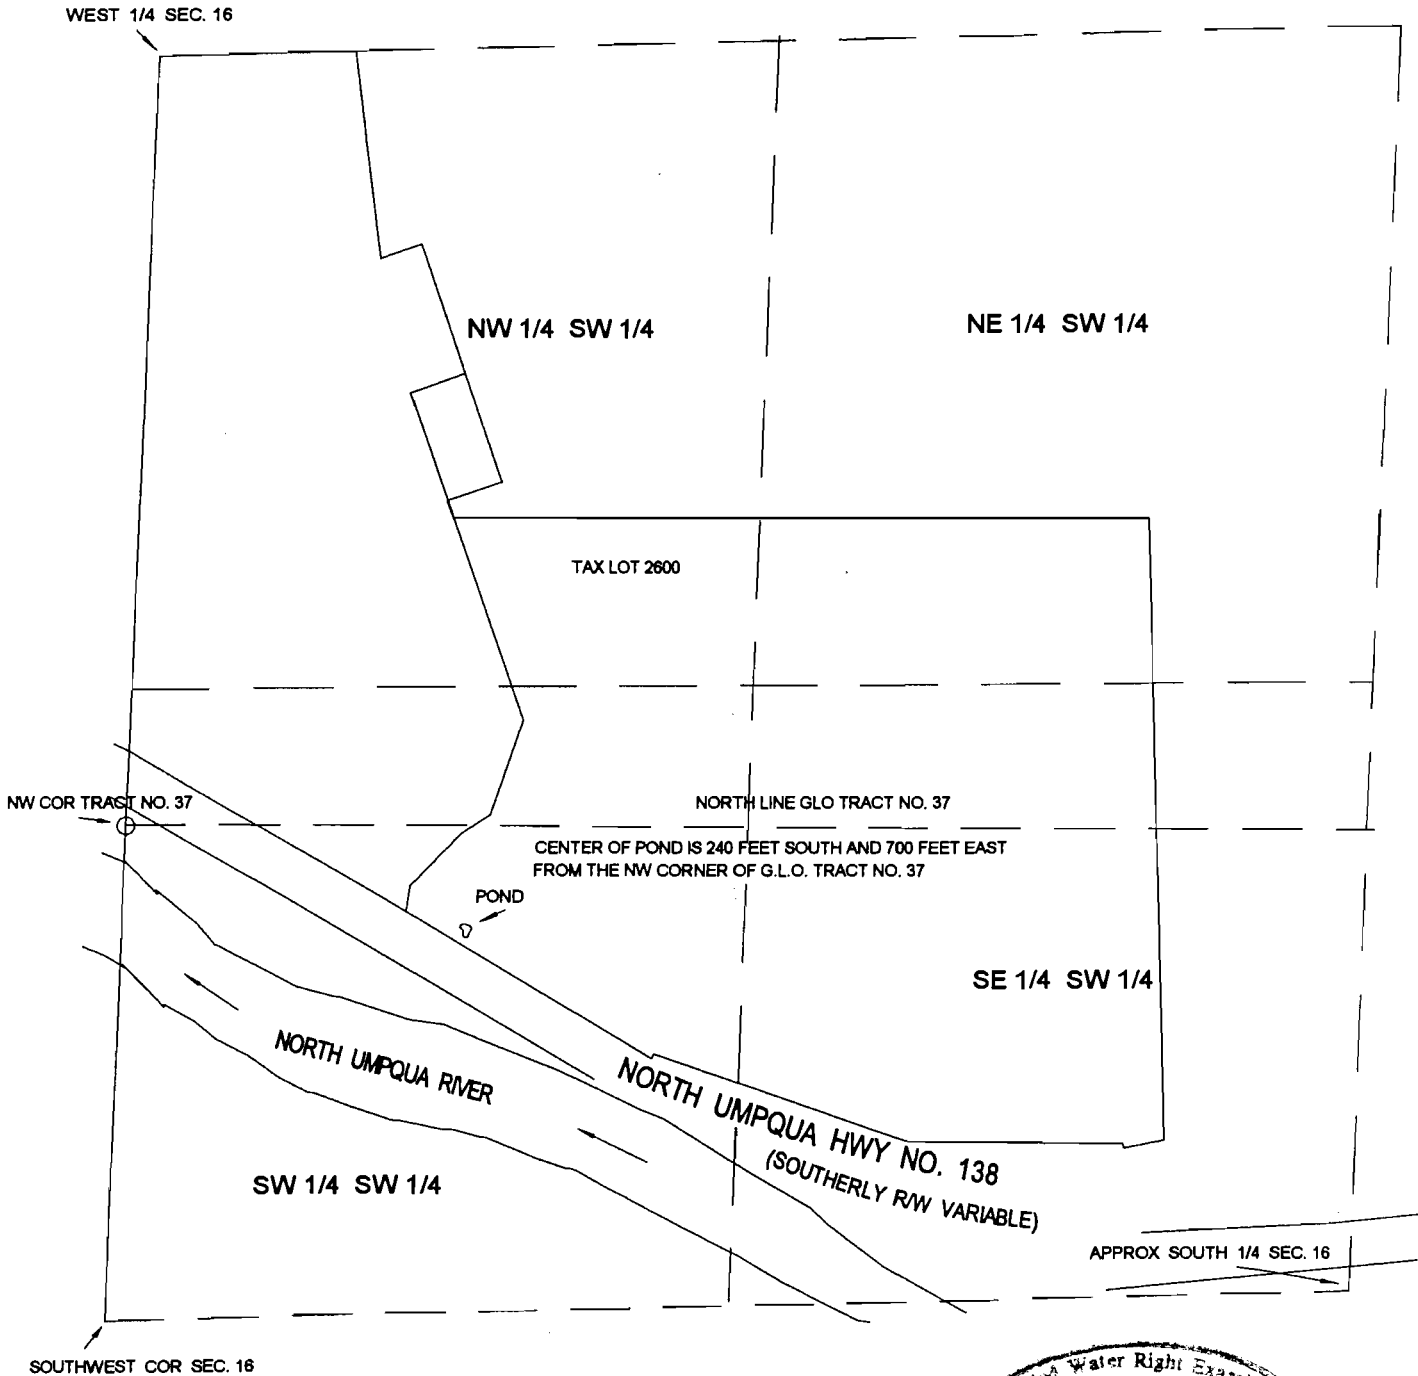 WEST 1/4 SEC. 16
NW 1/4 SW 1/4
NE 1/4 SW 1/4
TAX LOT 2600
NW COR TRACT NO. 37
NORTH LINE GLO TRACT NO. 37
CENTER OF POND IS 240 FEET SOUTH AND 700 FEET EAST
FROM THE NW CORNER OF G.L.O. TRACT NO. 37
POND
SE 1/4 SW 1/4
NORTH UMPQUA RIVER
NORTH UMPQUA HWY NO. 138
(SOUTHERLY R/W VARIABLE)
SW 1/4 SW 1/4
APPROX SOUTH 1/4 SEC. 16
SOUTHWEST COR SEC. 16
Water Right